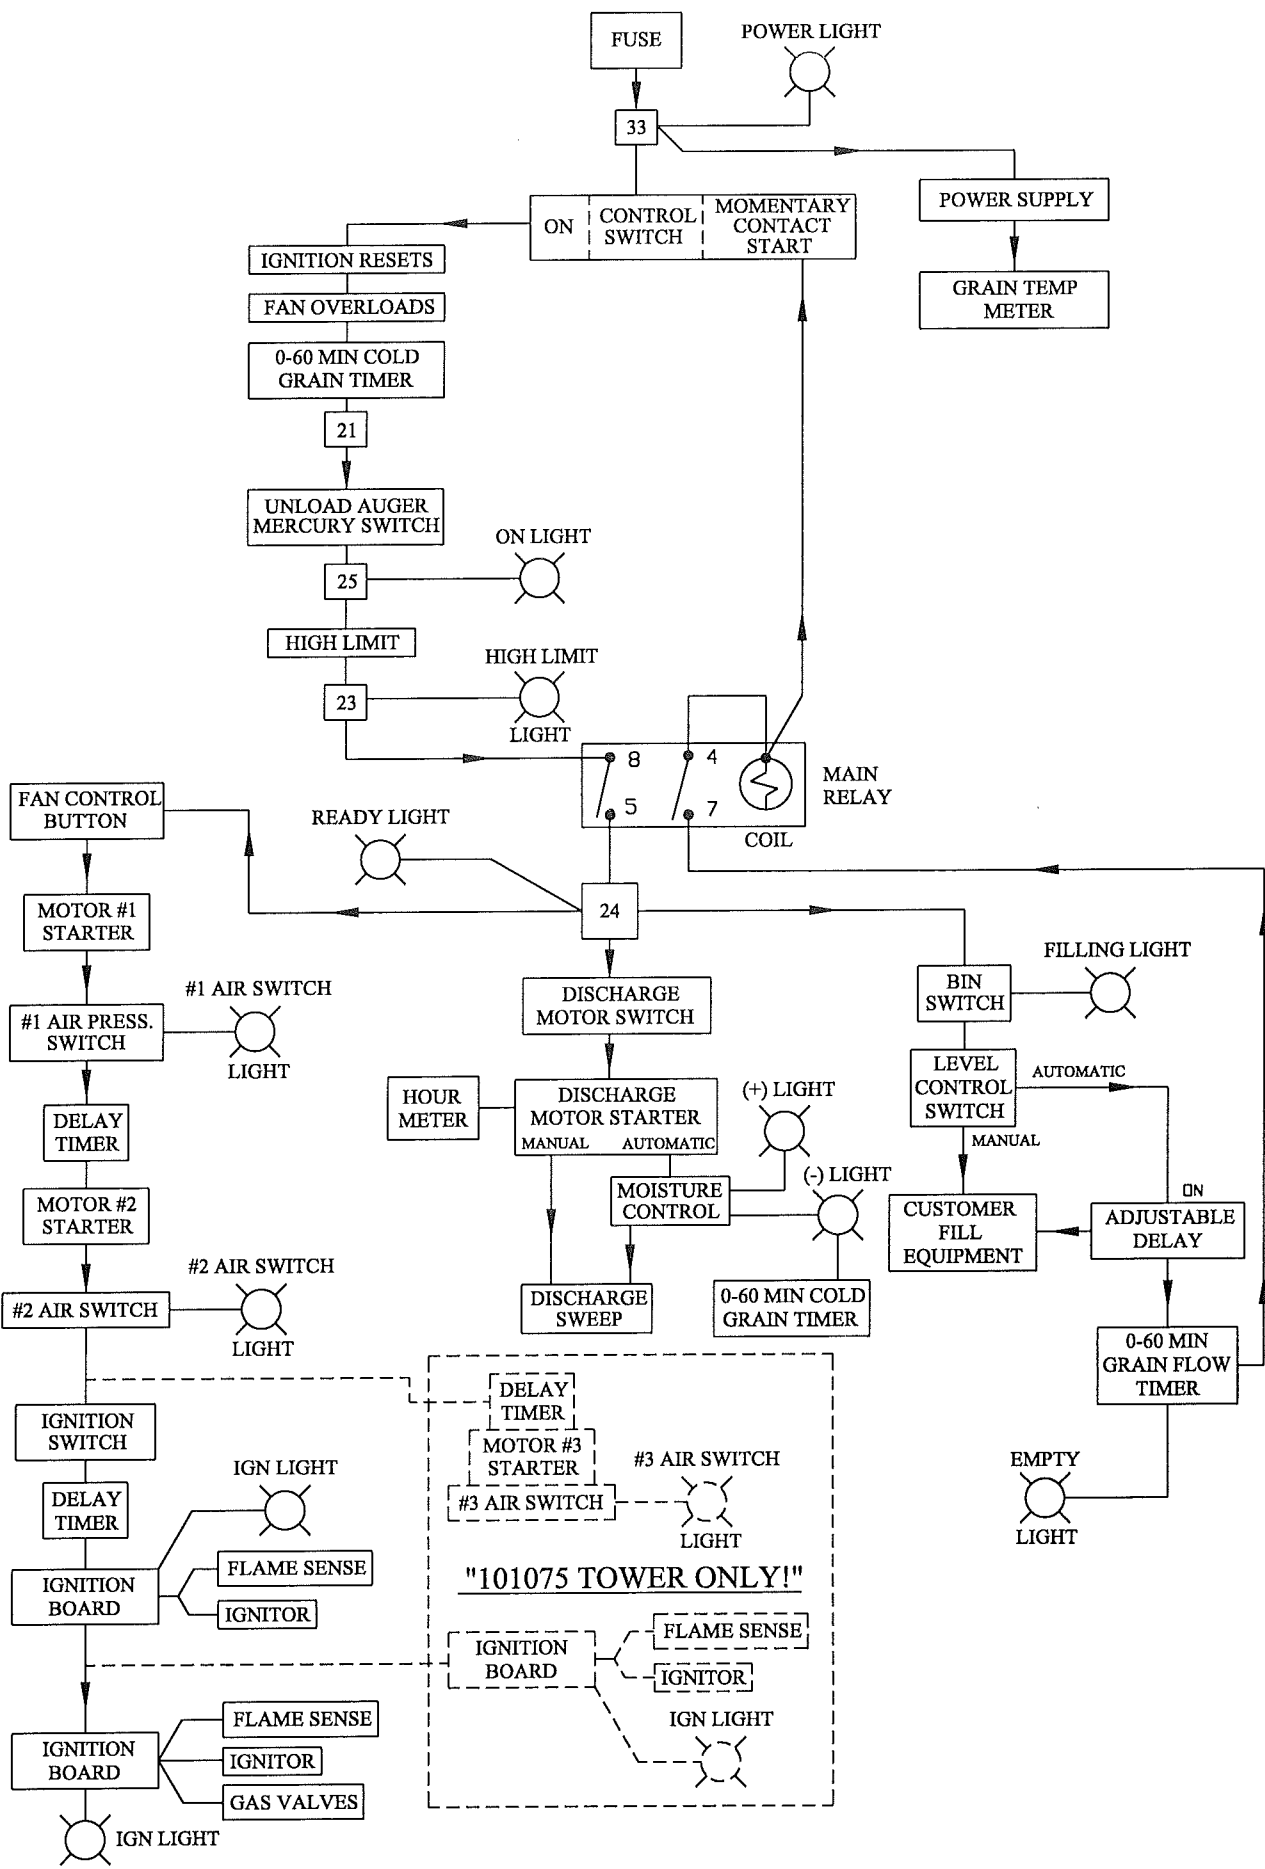 FUSE
POWER LIGHT
33
POWER SUPPLY
GRAIN TEMP
METER
ON
CONTROL
SWITCH
MOMENTARY
CONTACT
START
IGNITION RESETS
FAN OVERLOADS
0-60 MIN COLD
GRAIN TIMER
21
UNLOAD AUGER
MERCURY SWITCH
ON LIGHT
25
HIGH LIMIT
HIGH LIMIT
LIGHT
23
8
4
5
7
MAIN
RELAY
COIL
FAN CONTROL
BUTTON
READY LIGHT
24
MOTOR #1
STARTER
#1 AIR SWITCH
LIGHT
#1 AIR PRESS.
SWITCH
DELAY
TIMER
MOTOR #2
STARTER
#2 AIR SWITCH
LIGHT
#2 AIR SWITCH
DISCHARGE
MOTOR SWITCH
HOUR
METER
DISCHARGE
MOTOR STARTER
MANUAL
AUTOMATIC
(+) LIGHT
(-) LIGHT
MOISTURE
CONTROL
DISCHARGE
SWEEP
0-60 MIN COLD
GRAIN TIMER
BIN
SWITCH
FILLING LIGHT
LEVEL
CONTROL
SWITCH
AUTOMATIC
MANUAL
CUSTOMER
FILL
EQUIPMENT
ON
ADJUSTABLE
DELAY
0-60 MIN
GRAIN FLOW
TIMER
EMPTY
LIGHT
IGNITION
SWITCH
DELAY
TIMER
IGN LIGHT
IGNITION
BOARD
FLAME SENSE
IGNITOR
IGNITION
BOARD
FLAME SENSE
IGNITOR
GAS VALVES
IGN LIGHT
DELAY
TIMER
MOTOR #3
STARTER
#3 AIR SWITCH
#3 AIR SWITCH
LIGHT
"101075 TOWER ONLY!"
IGNITION
BOARD
FLAME SENSE
IGNITOR
IGN LIGHT